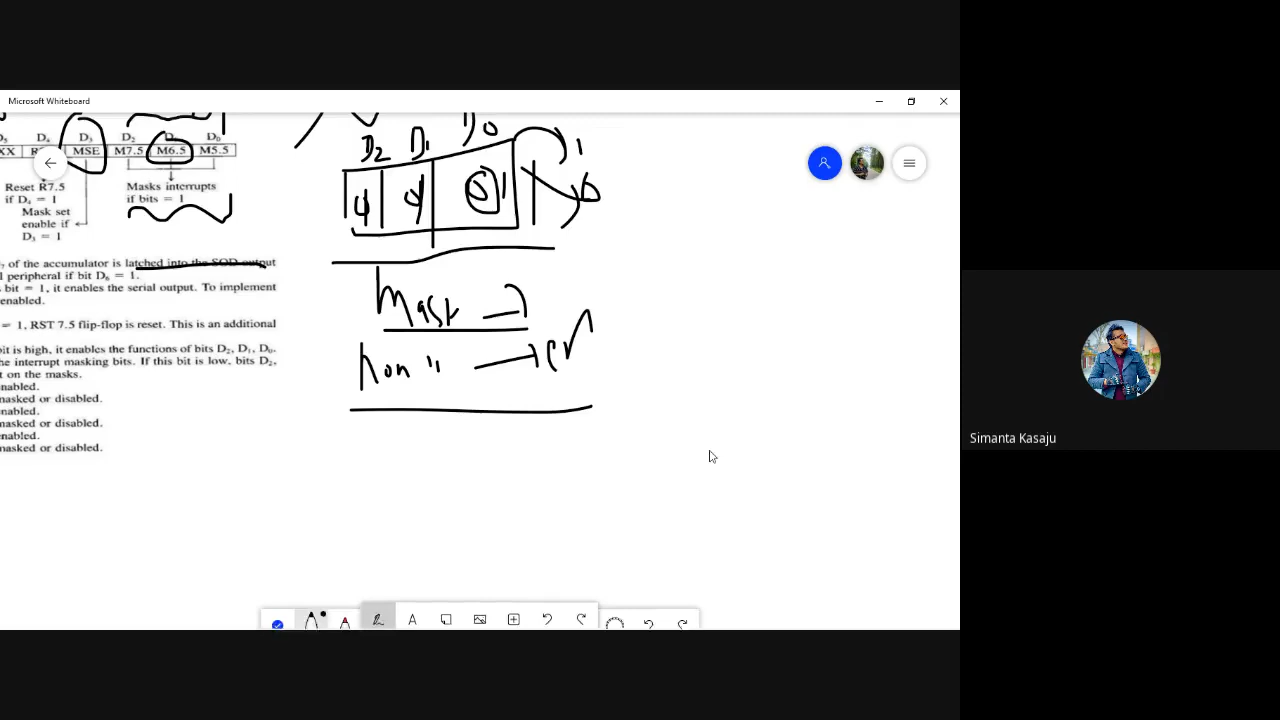 Microsoft Whiteboard
D₄ D₃ D₂ D₀
XX MSE M7.5 M6.5 M5.5
Reset R7.5
if D₄ = 1
Masks interrupts
if bits = 1
Mask set
enable if
D₃ = 1
of the accumulator is latched into the SOD output
l peripheral if bit D₆ = 1.
bit = 1, it enables the serial output. To implement
enabled.
= 1, RST 7.5 flip-flop is reset. This is an additional
bit is high, it enables the functions of bits D₂, D₁, D₀.
he interrupt masking bits. If this bit is low, bits D₂,
t on the masks.
nabled.
masked or disabled.
nabled.
masked or disabled.
enabled.
masked or disabled.
D₂ D₁ D₀
Mask
Non "
Simanta Kasaju